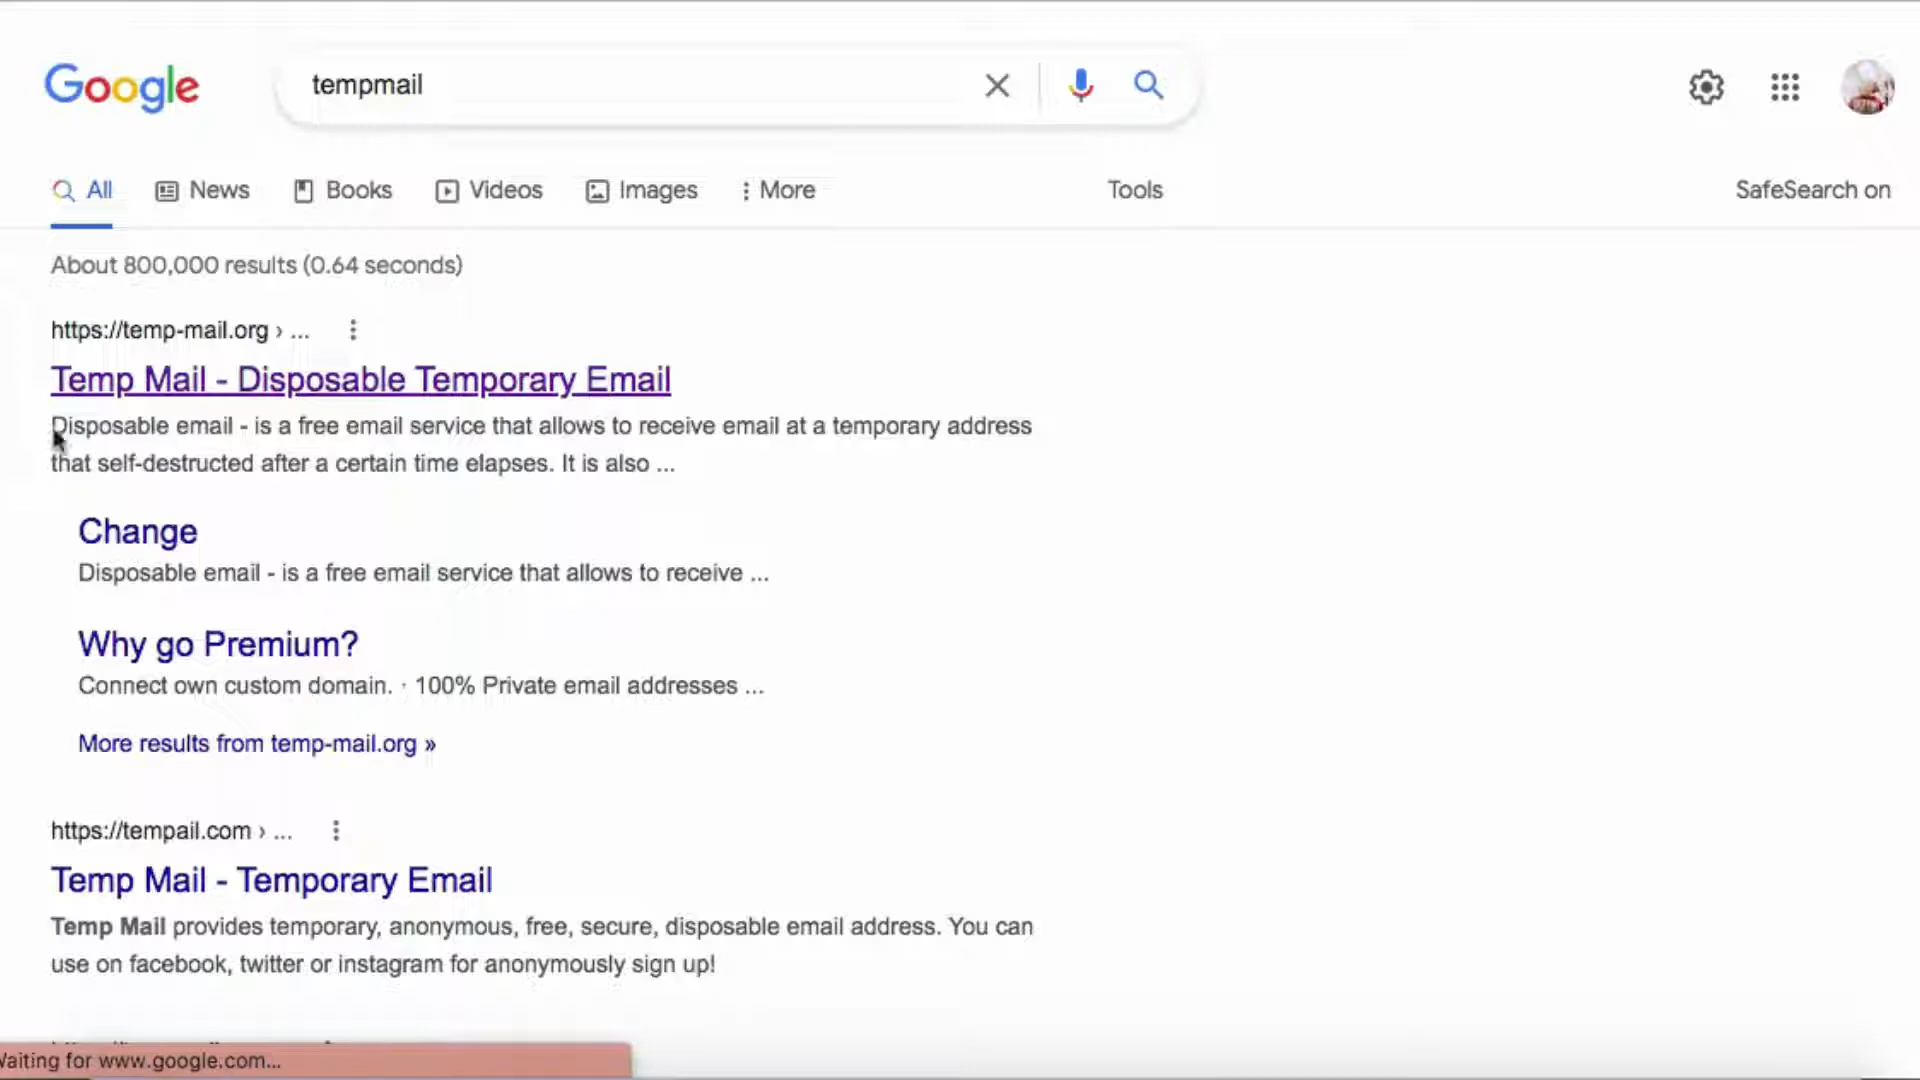 Google
tempmail
All
News
Books
Videos
Images
More
Tools
SafeSearch on
About 800,000 results (0.64 seconds)
https://temp-mail.org › ...
Temp Mail - Disposable Temporary Email
Disposable email - is a free email service that allows to receive email at a temporary address
that self-destructed after a certain time elapses. It is also ...
Change
Disposable email - is a free email service that allows to receive ...
Why go Premium?
Connect own custom domain. · 100% Private email addresses ...
More results from temp-mail.org »
https://tempail.com › ...
Temp Mail - Temporary Email
Temp Mail provides temporary, anonymous, free, secure, disposable email address. You can
use on facebook, twitter or instagram for anonymously sign up!
Waiting for www.google.com...